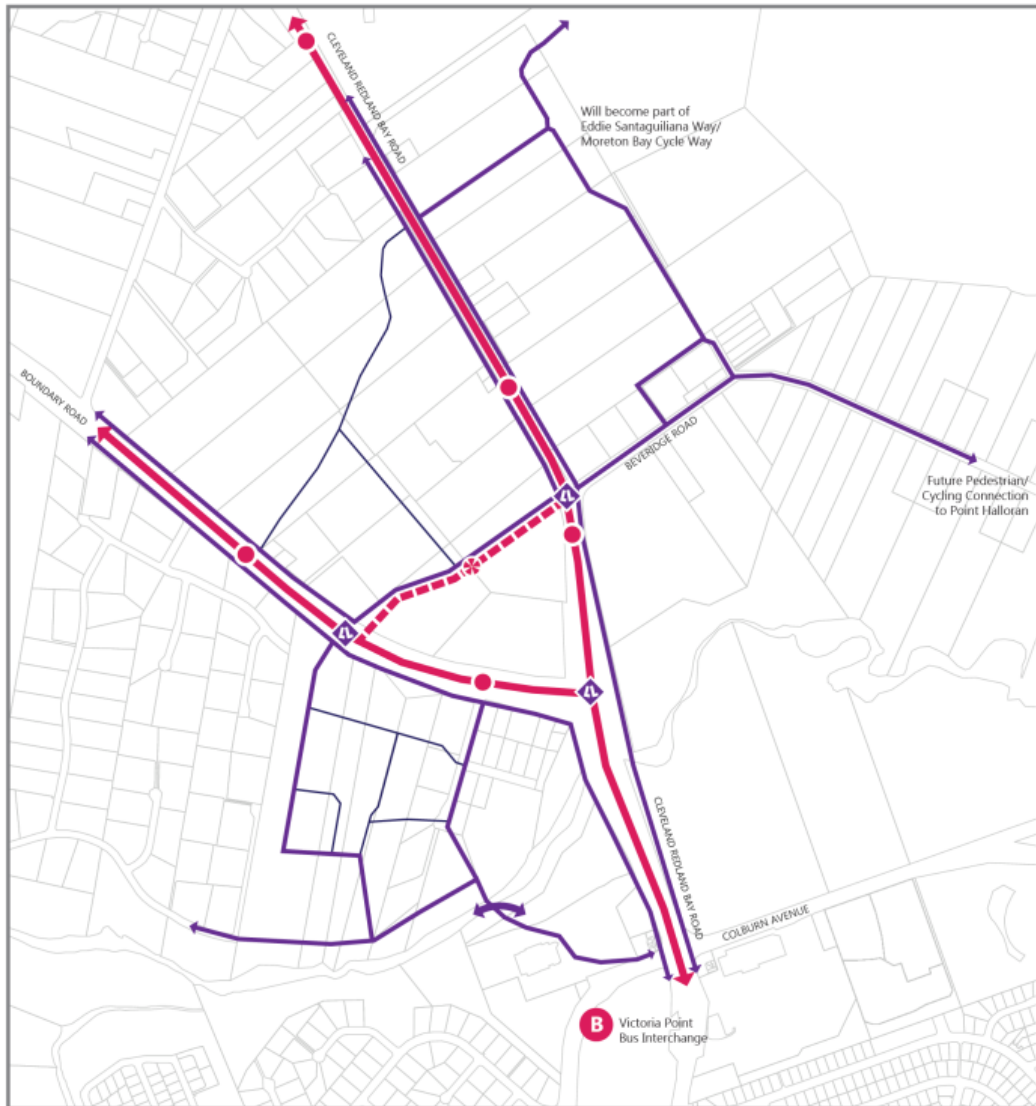 CLEVELAND REDLAND BAY ROAD
Will become part of
Eddie Santaguiliana Way/
Moreton Bay Cycle Way
BOUNDARY ROAD
BEVERIDGE ROAD
Future Pedestrian/
Cycling Connection
to Point Halloran
CLEVELAND REDLAND BAY ROAD
COLBURN AVENUE
B
Victoria Point
Bus Interchange